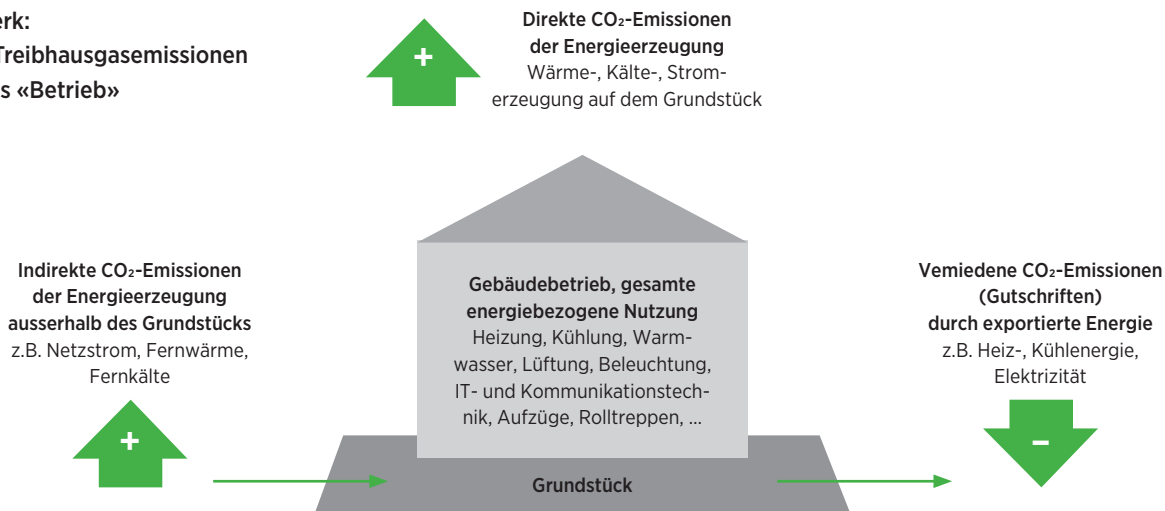 erk:
Treibhausgasemissionen
s «Betrieb»
+
Direkte CO₂-Emissionen
der Energieerzeugung
Wärme-, Kälte-, Strom-
erzeugung auf dem Grundstück
Indirekte CO₂-Emissionen
der Energieerzeugung
ausserhalb des Grundstücks
z.B. Netzstrom, Fernwärme,
Fernkälte
+
Gebäudebetrieb, gesamte
energiebezogene Nutzung
Heizung, Kühlung, Warm-
wasser, Lüftung, Beleuchtung,
IT- und Kommunikationstech-
nik, Aufzüge, Rolltreppen, ...
Grundstück
Vemiedene CO₂-Emissionen
(Gutschriften)
durch exportierte Energie
z.B. Heiz-, Kühlenergie,
Elektrizität
–